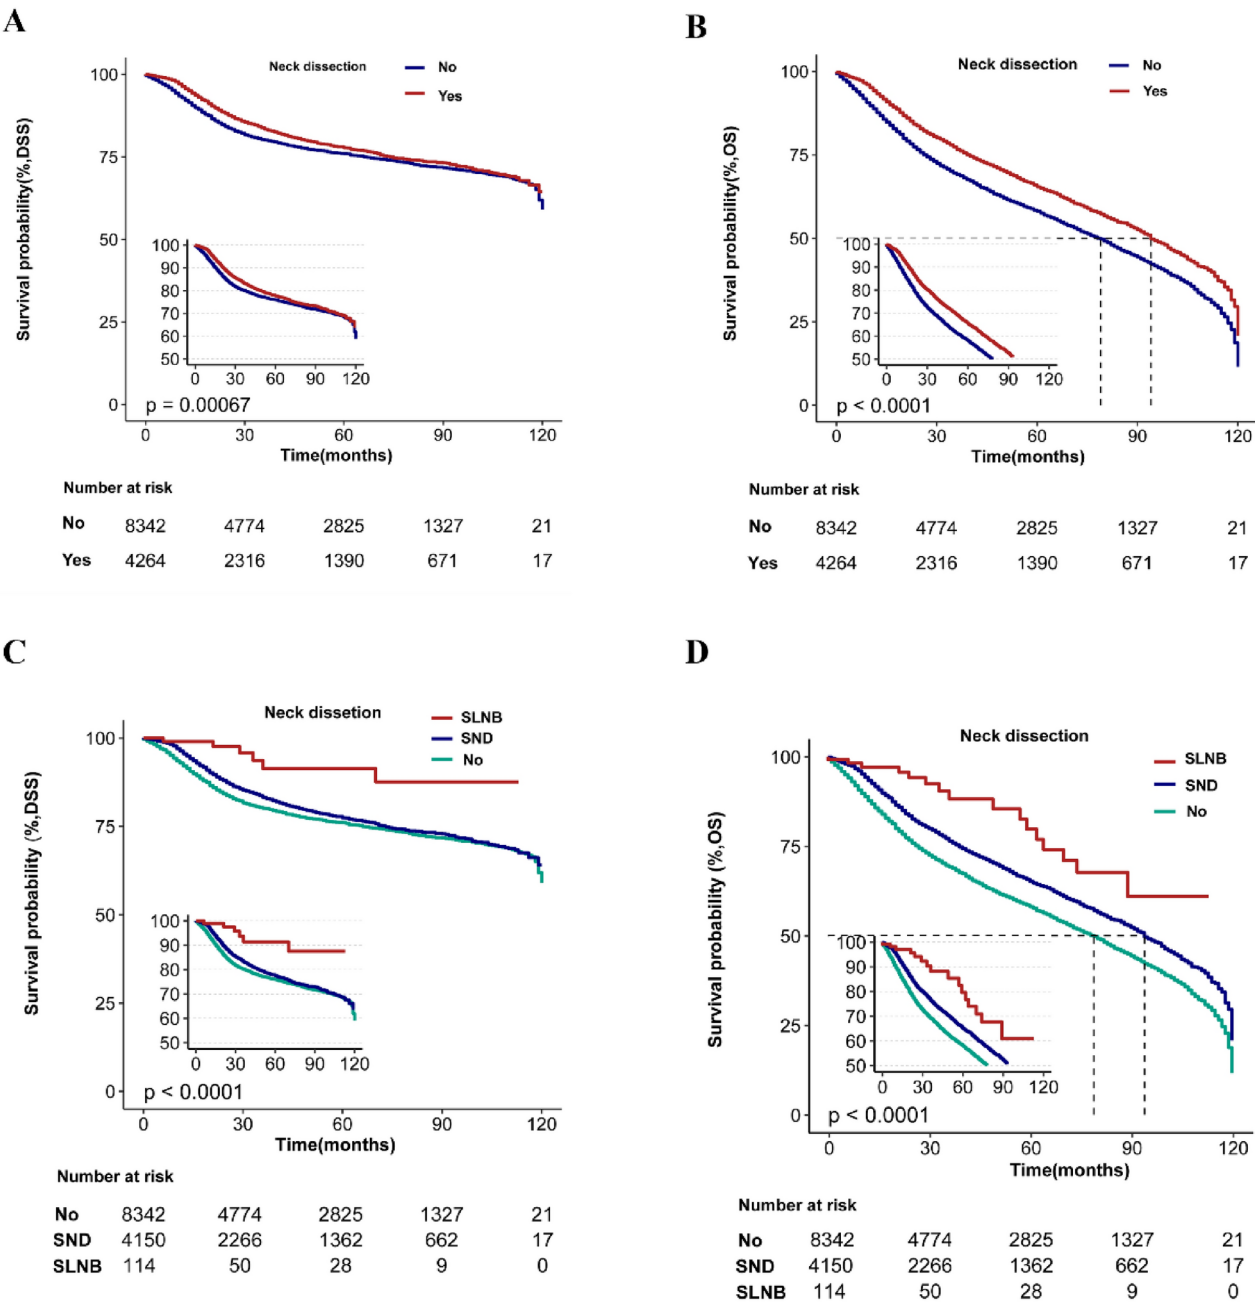 A
Neck dissection No
Yes
Survival probability(%,DSS)
100
75
50
25
0
100
90
80
70
60
50
0 30 60 90 120
p = 0.00067
0 30 60 90 120
Time(months)
Number at risk
No 8342 4774 2825 1327 21
Yes 4264 2316 1390 671 17
B
Neck dissection No
Yes
Survival probability(%,OS)
100
75
50
25
0
100
90
80
70
60
50
0 30 60 90 120
p < 0.0001
0 30 60 90 120
Time(months)
Number at risk
No 8342 4774 2825 1327 21
Yes 4264 2316 1390 671 17
C
Neck dissetion SLNB
SND
No
Survival probability (%,DSS)
100
75
50
25
0
100
90
80
70
60
50
0 30 60 90 120
p < 0.0001
0 30 60 90 120
Time(months)
Number at risk
No 8342 4774 2825 1327 21
SND 4150 2266 1362 662 17
SLNB 114 50 28 9 0
D
Neck dissection
SLNB
SND
No
Survival probability (%,OS)
100
75
50
25
0
100
90
80
70
60
50
0 30 60 90 120
p < 0.0001
0 30 60 90 120
Time(months)
Number at risk
No 8342 4774 2825 1327 21
SND 4150 2266 1362 662 17
SLNB 114 50 28 9 0